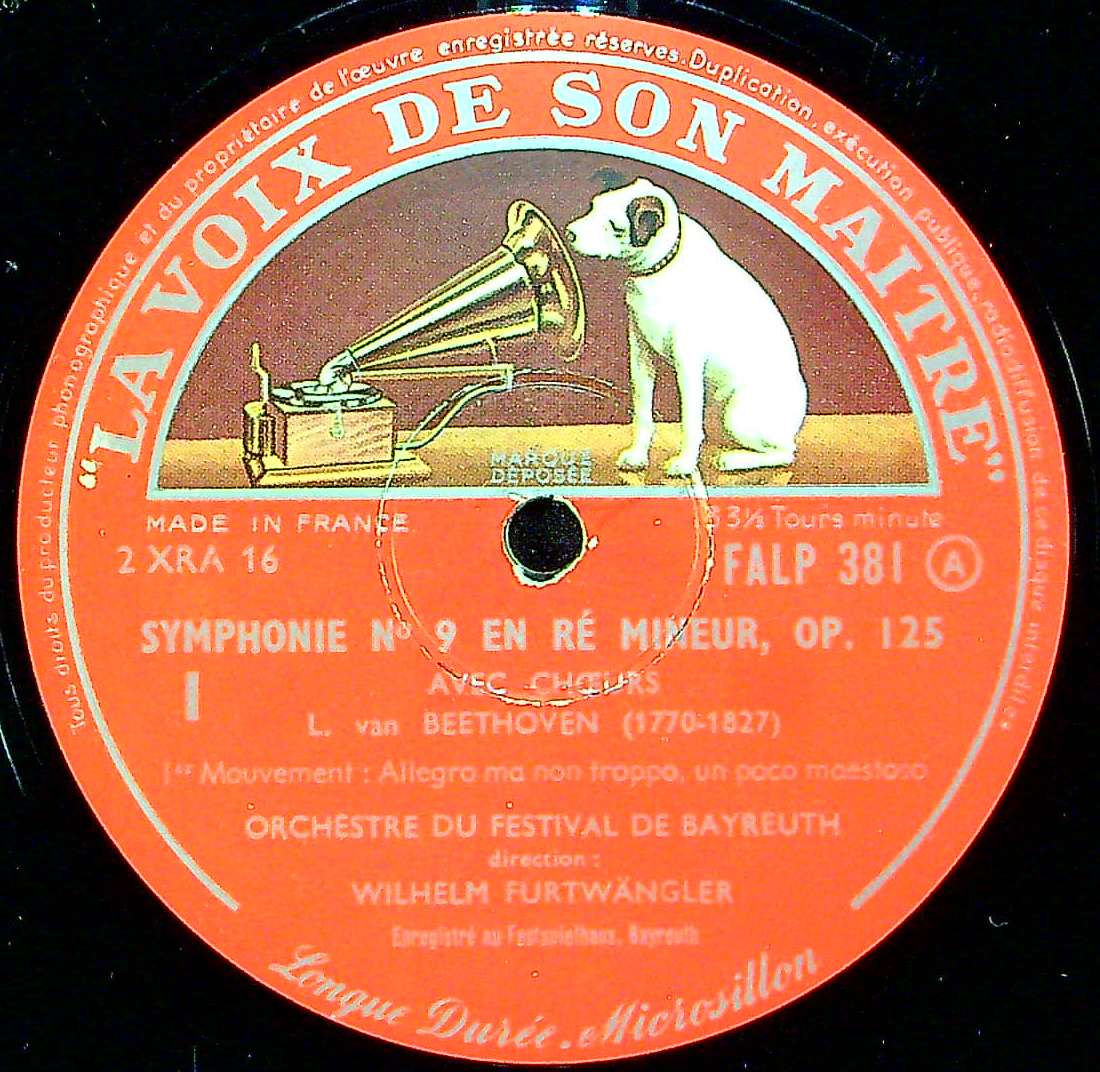 Tous droits du producteur phonographique et du propriétaire de l'œuvre enregistrée réservés. Duplication, exécution publique, radiodiffusion de ce disque interdites
"LA VOIX DE SON MAITRE"
MARQUE
DÉPOSÉE
MADE IN FRANCE
33⅓ Tours minute
2 XRA 16
FALP 381 A
SYMPHONIE Nº 9 EN RÉ MINEUR, OP. 125
I
AVEC CHŒURS
L. van BEETHOVEN (1770-1827)
1er Mouvement : Allegro ma non troppo, un poco maestoso
ORCHESTRE DU FESTIVAL DE BAYREUTH
direction :
WILHELM FURTWÄNGLER
Enregistré au Festspielhaus, Bayreuth
Longue Durée. Microsillon